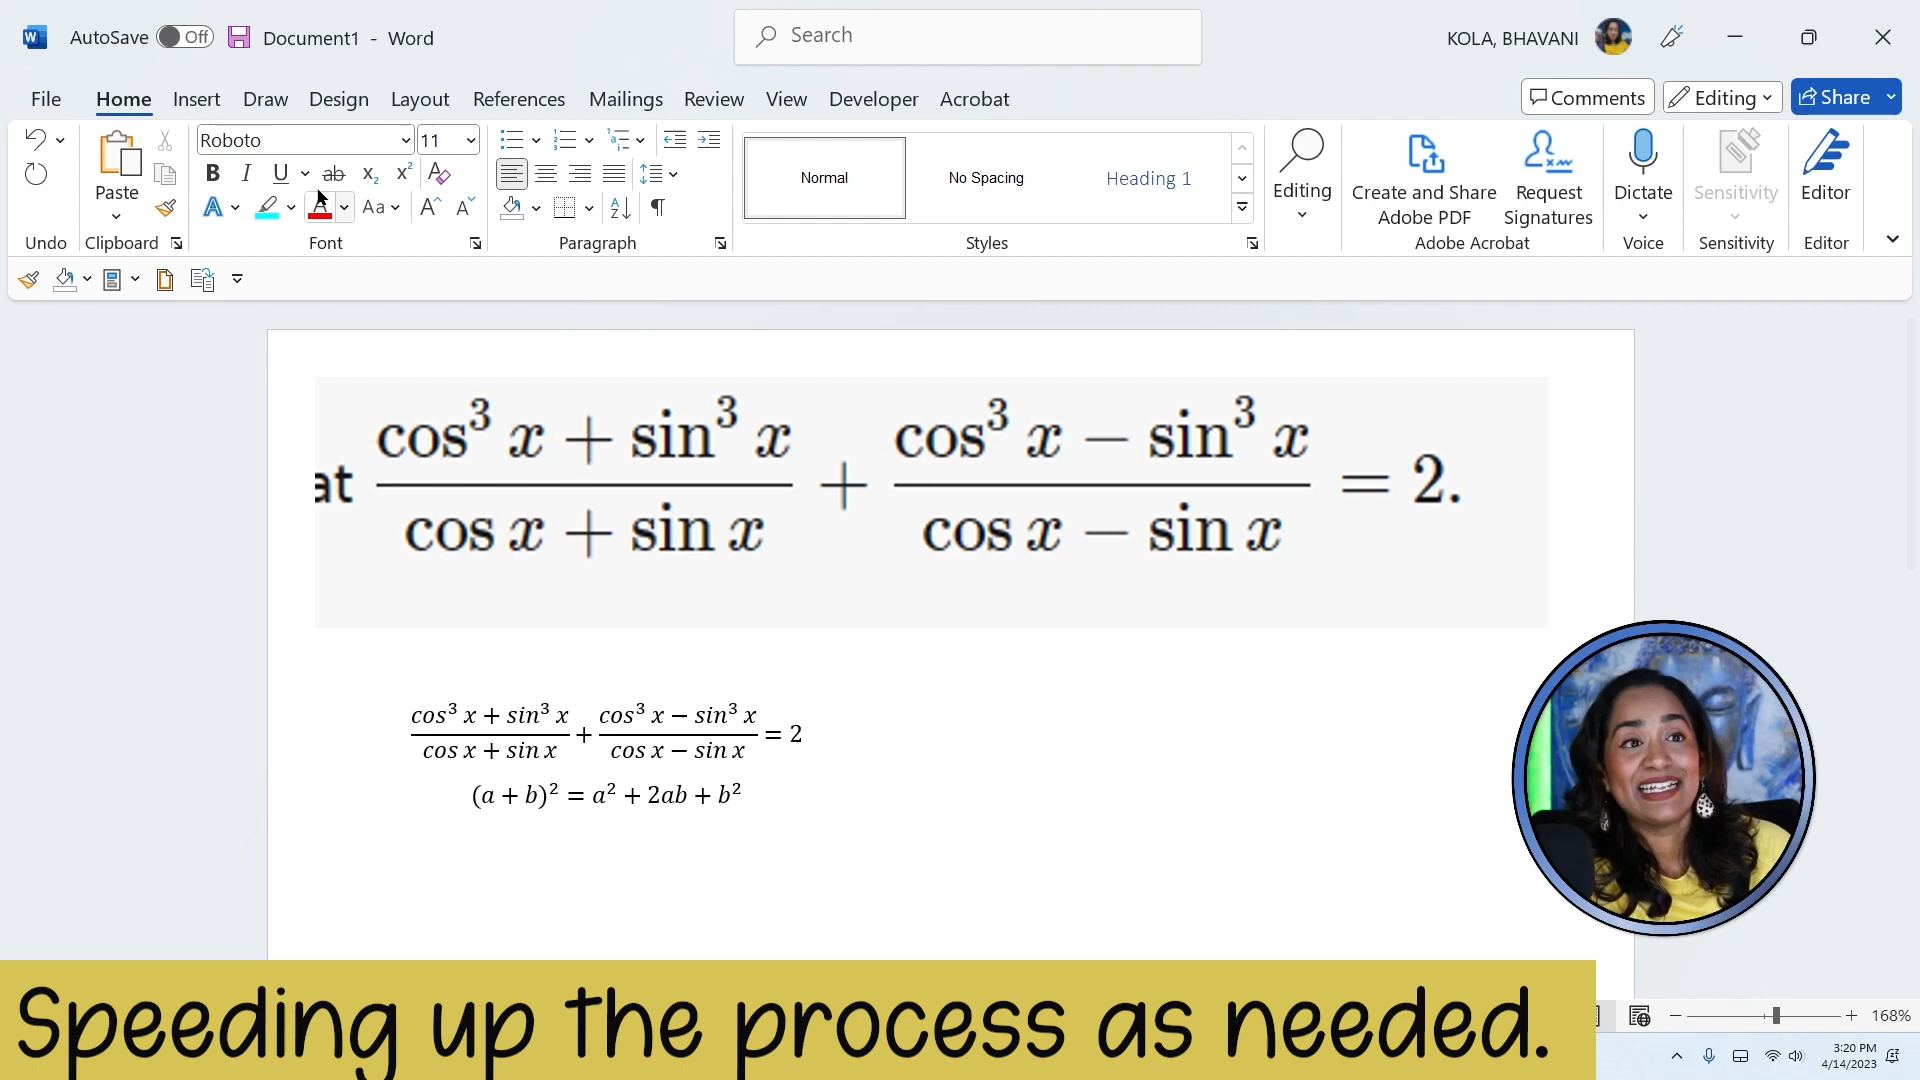 AutoSave Off Document1 - Word Search KOLA, BHAVANI
File Home Insert Draw Design Layout References Mailings Review View Developer Acrobat Comments Editing Share
Paste
Roboto 11
B I U ab x₂ x² A
A A Aa A^ A˅
Normal No Spacing Heading 1
Editing
Create and Share Adobe PDF
Request Signatures
Dictate
Sensitivity
Editor
Undo Clipboard Font Paragraph Styles Adobe Acrobat Voice Sensitivity Editor
at (cos³ x + sin³ x)/(cos x + sin x) + (cos³ x − sin³ x)/(cos x − sin x) = 2.
(cos³ x + sin³ x)/(cos x + sin x) + (cos³ x − sin³ x)/(cos x − sin x) = 2
(a + b)² = a² + 2ab + b²
Speeding up the process as needed.
168%
3:20 PM
4/14/2023